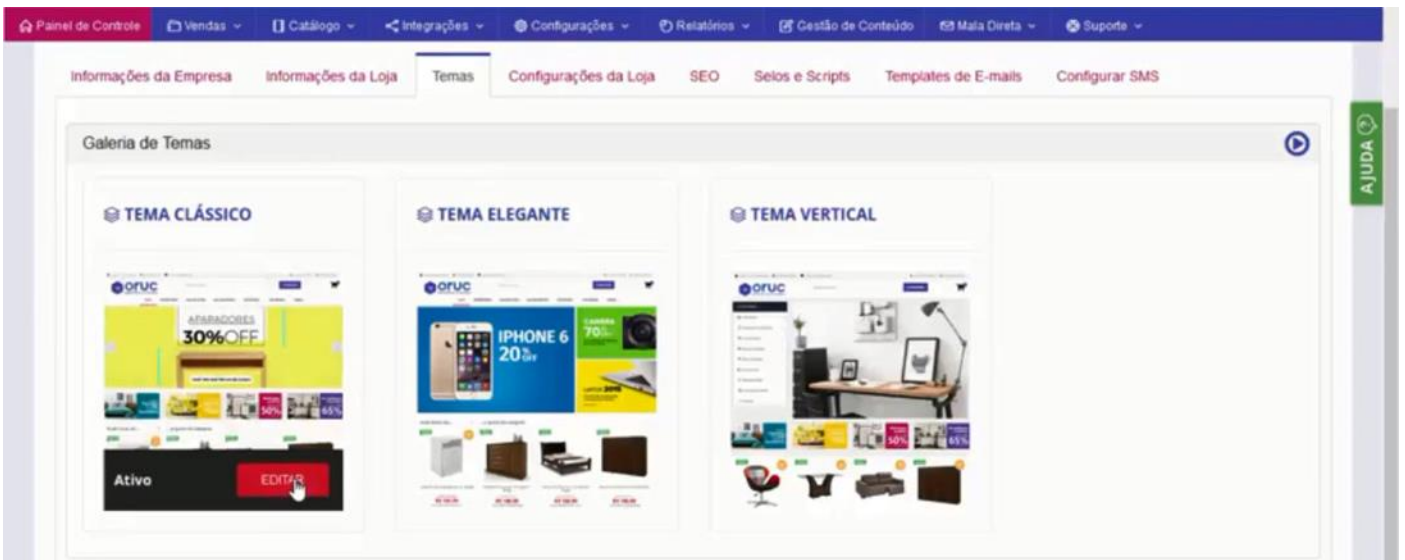 Painel de Controle Vendas Catálogo Integrações Configurações Relatórios Gestão de Conteúdo Mala Direta Suporte
Informações da Empresa Informações da Loja Temas Configurações da Loja SEO Selos e Scripts Templates de E-mails Configurar SMS
AJUDA
Galeria de Temas
TEMA CLÁSSICO TEMA ELEGANTE TEMA VERTICAL
oruc oruc oruc
APARADORES
30%OFF
IPHONE 6
20% OFF
CAMERA
70%
50% 65%
50% 65%
Ativo EDITAR